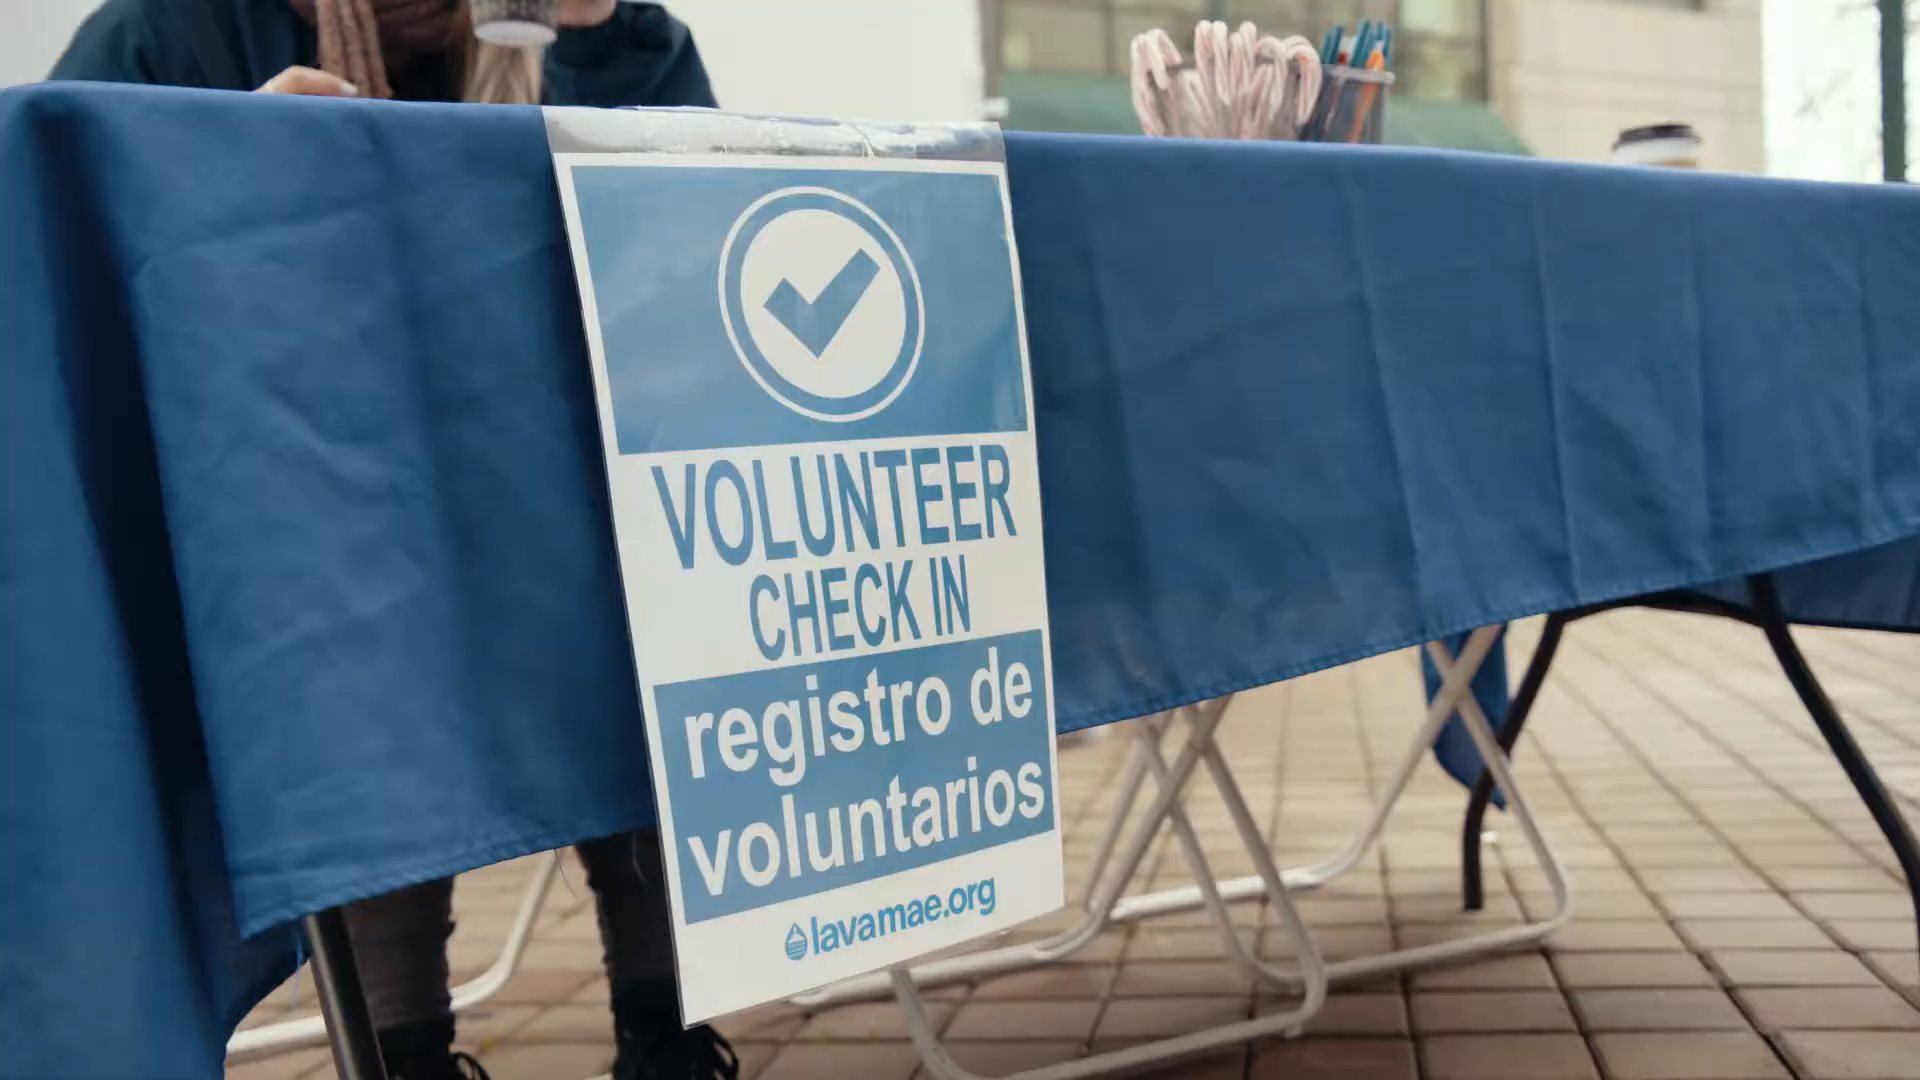 VOLUNTEER
CHECK IN
registro de
voluntarios
lavamae.org